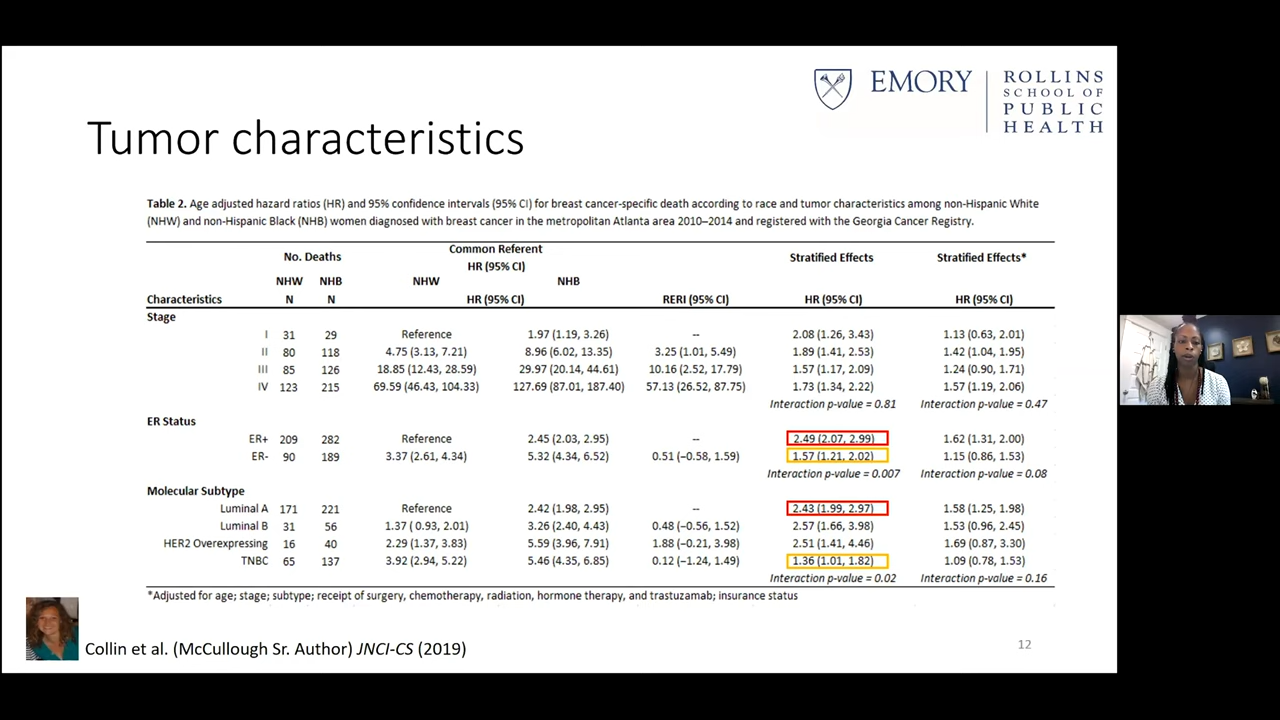 EMORY
ROLLINS
SCHOOL OF
PUBLIC
HEALTH
Tumor characteristics
Table 2. Age adjusted hazard ratios (HR) and 95% confidence intervals (95% CI) for breast cancer-specific death according to race and tumor characteristics among non-Hispanic White
(NHW) and non-Hispanic Black (NHB) women diagnosed with breast cancer in the metropolitan Atlanta area 2010–2014 and registered with the Georgia Cancer Registry.
No. Deaths Common Referent HR (95% CI) Stratified Effects Stratified Effects*
NHW NHB NHW NHB
Characteristics N N HR (95% CI) RERI (95% CI) HR (95% CI) HR (95% CI)
Stage
I 31 29 Reference 1.97 (1.19, 3.26) -- 2.08 (1.26, 3.43) 1.13 (0.63, 2.01)
II 80 118 4.75 (3.13, 7.21) 8.96 (6.02, 13.35) 3.25 (1.01, 5.49) 1.89 (1.41, 2.53) 1.42 (1.04, 1.95)
III 85 126 18.85 (12.43, 28.59) 29.97 (20.14, 44.61) 10.16 (2.52, 17.79) 1.57 (1.17, 2.09) 1.24 (0.90, 1.71)
IV 123 215 69.59 (46.43, 104.33) 127.69 (87.01, 187.40) 57.13 (26.52, 87.75) 1.73 (1.34, 2.22) 1.57 (1.19, 2.06)
Interaction p-value = 0.81 Interaction p-value = 0.47
ER Status
ER+ 209 282 Reference 2.45 (2.03, 2.95) -- 2.49 (2.07, 2.99) 1.62 (1.31, 2.00)
ER- 90 189 3.37 (2.61, 4.34) 5.32 (4.34, 6.52) 0.51 (−0.58, 1.59) 1.57 (1.21, 2.02) 1.15 (0.86, 1.53)
Interaction p-value = 0.007 Interaction p-value = 0.08
Molecular Subtype
Luminal A 171 221 Reference 2.42 (1.98, 2.95) -- 2.43 (1.99, 2.97) 1.58 (1.25, 1.98)
Luminal B 31 56 1.37 ( 0.93, 2.01) 3.26 (2.40, 4.43) 0.48 (−0.56, 1.52) 2.57 (1.66, 3.98) 1.53 (0.96, 2.45)
HER2 Overexpressing 16 40 2.29 (1.37, 3.83) 5.59 (3.96, 7.91) 1.88 (−0.21, 3.98) 2.51 (1.41, 4.46) 1.69 (0.87, 3.30)
TNBC 65 137 3.92 (2.94, 5.22) 5.46 (4.35, 6.85) 0.12 (−1.24, 1.49) 1.36 (1.01, 1.82) 1.09 (0.78, 1.53)
Interaction p-value = 0.02 Interaction p-value = 0.16
*Adjusted for age; stage; subtype; receipt of surgery, chemotherapy, radiation, hormone therapy, and trastuzamab; insurance status
Collin et al. (McCullough Sr. Author) JNCI-CS (2019)
12